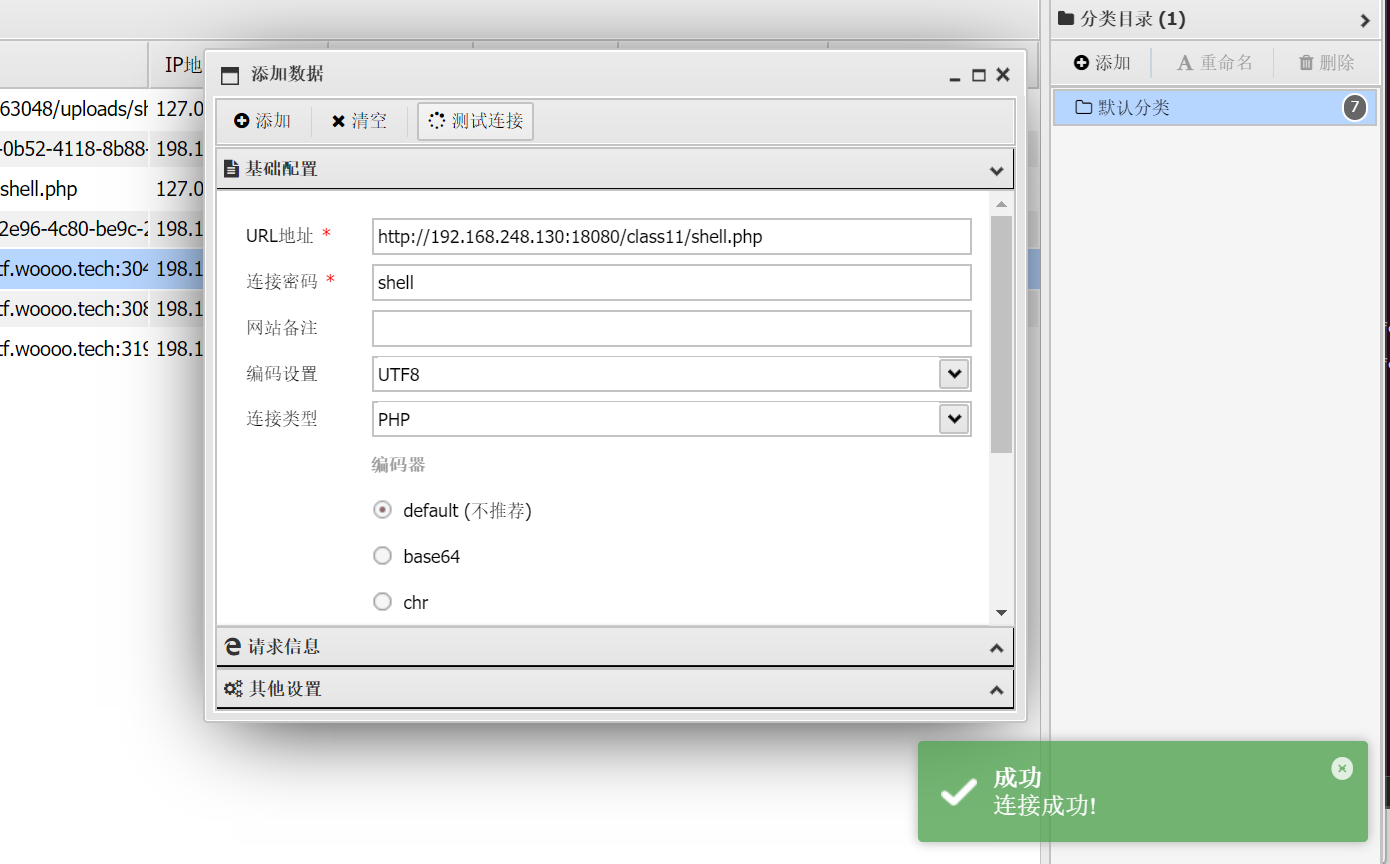 IP地
63048/uploads/sh 127.0
-0b52-4118-8b88- 198.1
shell.php 127.0
2e96-4c80-be9c-2 198.1
tf.woooo.tech:304 198.1
tf.woooo.tech:308 198.1
tf.woooo.tech:319 198.1
添加数据
添加 清空 测试连接
基础配置
URL地址 * http://192.168.248.130:18080/class11/shell.php
连接密码 * shell
网站备注
编码设置 UTF8
连接类型 PHP
编码器
default (不推荐)
base64
chr
请求信息
其他设置
分类目录 (1)
添加 重命名 删除
默认分类 7
成功
连接成功!